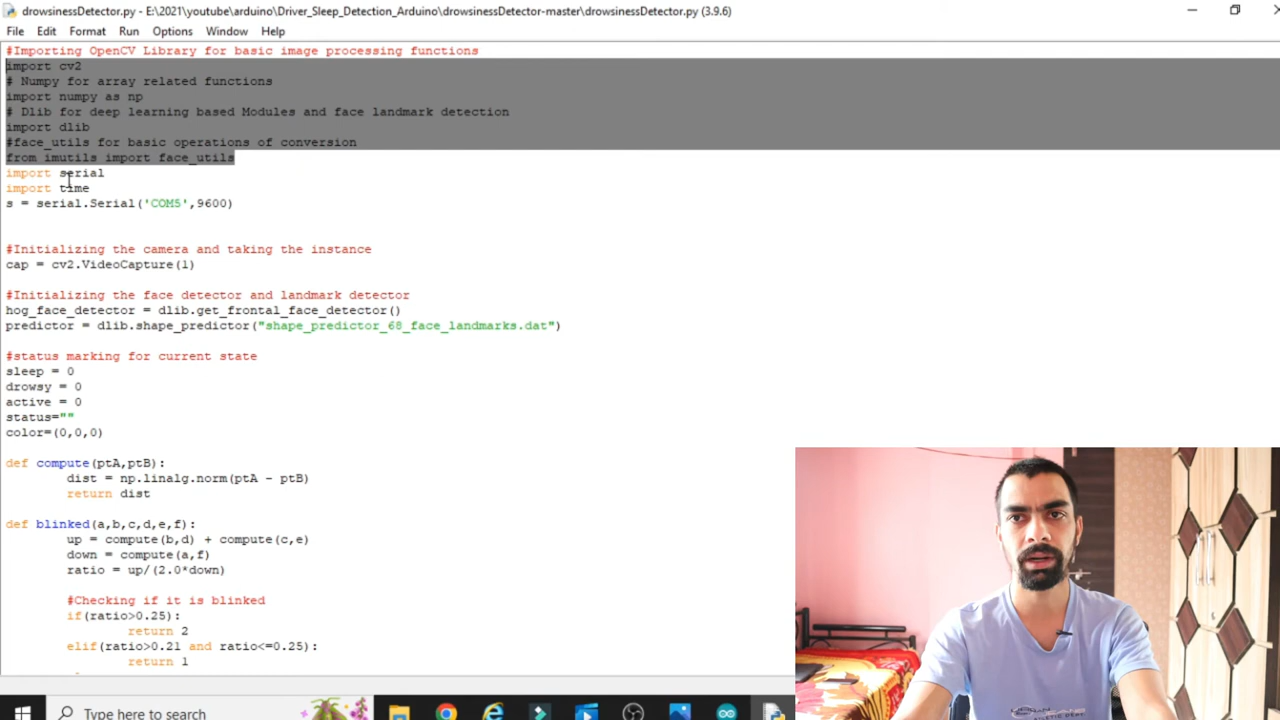 drowsinessDetector.py - E:\2021\youtube\arduino\Driver_Sleep_Detection_Arduino\drowsinessDetector-master\drowsinessDetector.py (3.9.6)
File Edit Format Run Options Window Help
#Importing OpenCV Library for basic image processing functions
import cv2
# Numpy for array related functions
import numpy as np
# Dlib for deep learning based Modules and face landmark detection
import dlib
#face_utils for basic operations of conversion
from imutils import face_utils
import serial
import time
s = serial.Serial('COM5',9600)
#Initializing the camera and taking the instance
cap = cv2.VideoCapture(1)
#Initializing the face detector and landmark detector
hog_face_detector = dlib.get_frontal_face_detector()
predictor = dlib.shape_predictor("shape_predictor_68_face_landmarks.dat")
#status marking for current state
sleep = 0
drowsy = 0
active = 0
status=""
color=(0,0,0)
def compute(ptA,ptB):
dist = np.linalg.norm(ptA - ptB)
return dist
def blinked(a,b,c,d,e,f):
up = compute(b,d) + compute(c,e)
down = compute(a,f)
ratio = up/(2.0*down)
#Checking if it is blinked
if(ratio>0.25):
return 2
elif(ratio>0.21 and ratio<=0.25):
return 1
Type here to search